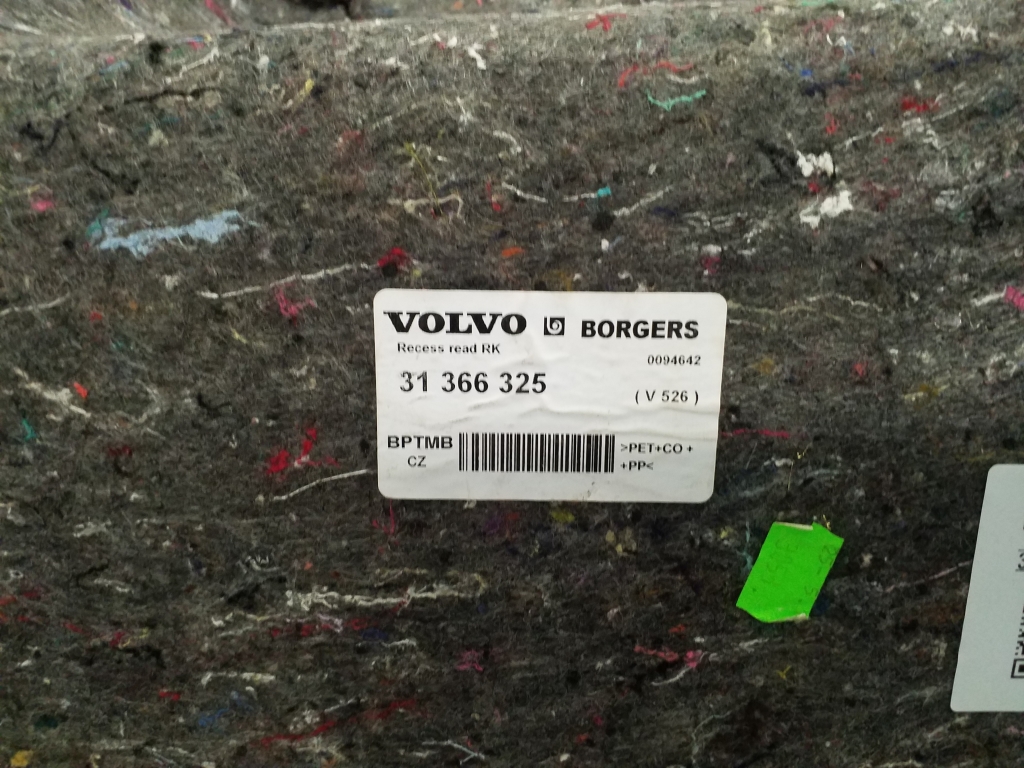 VOLVO BORGERS
Recess read RK
0094642
31 366 325
( V 526 )
BPTMB >PET+CO +
CZ +PP<